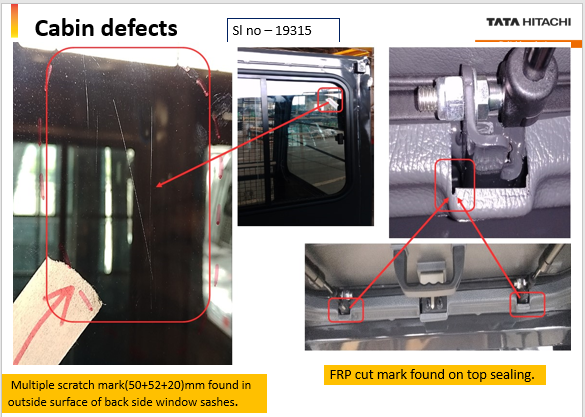 Cabin defects
Sl no – 19315
TATA HITACHI
Multiple scratch mark(50+52+20)mm found in
outside surface of back side window sashes.
FRP cut mark found on top sealing.